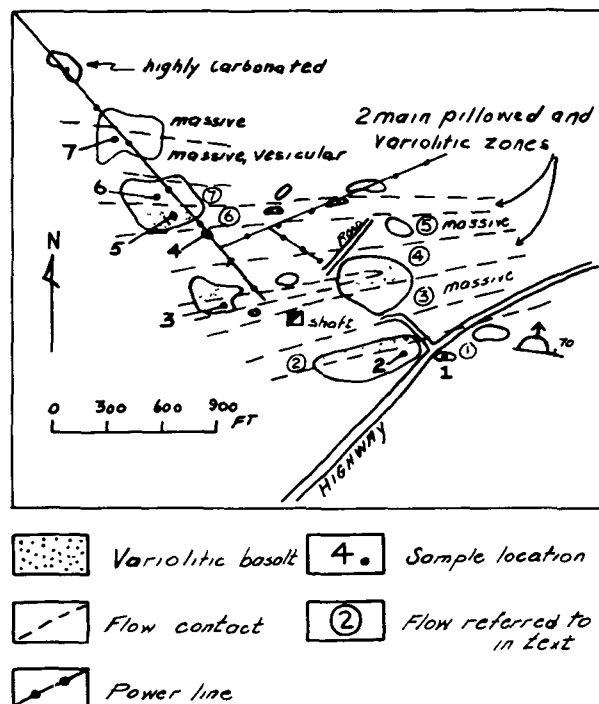 highly carbonated
2 main pillowed and
variolitic zones
massive
7
massive, vesicular
6
⑦
⑥
5
4
N
Road
⑤ massive
④
③ massive
3
shaft
②
2
①
1
70
0 300 600 900
FT
HIGHWAY
Variolitic basalt
4. Sample location
Flow contact
② Flow referred to
in text
Power line